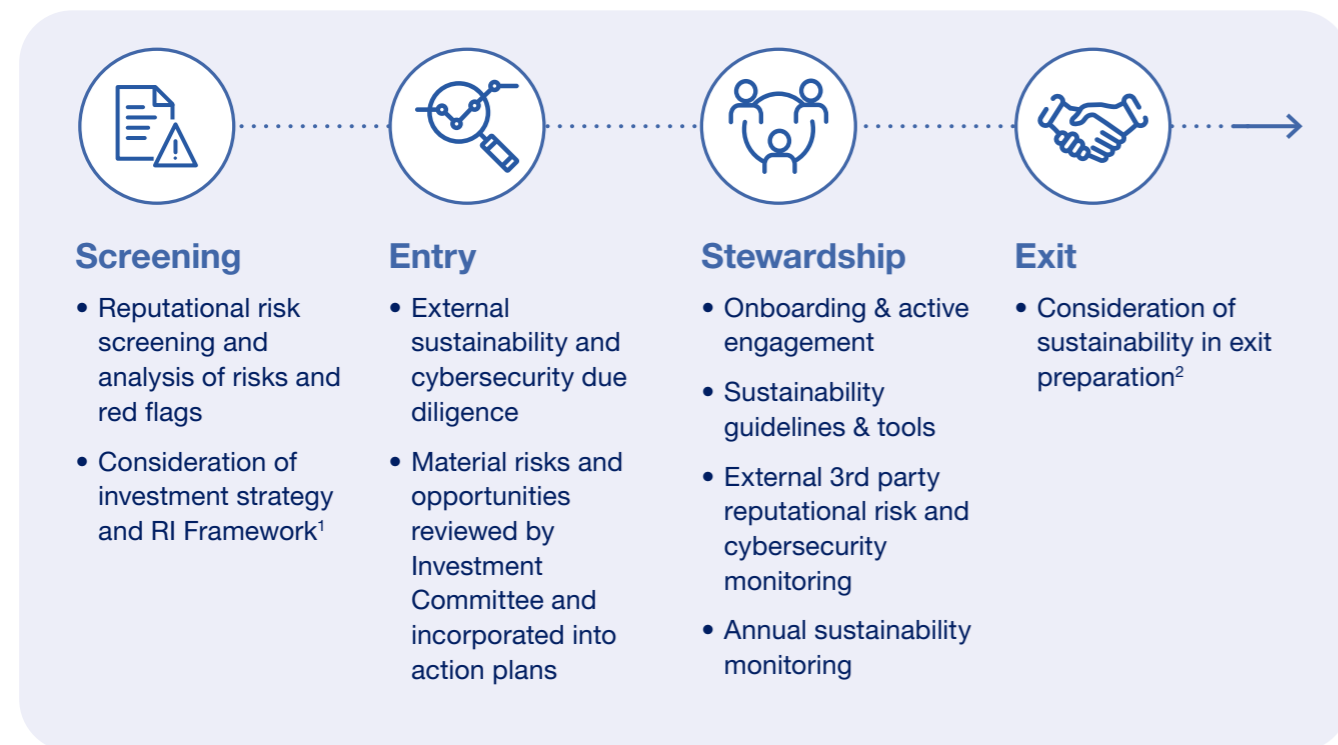 Screening
• Reputational risk
screening and
analysis of risks and
red flags
• Consideration of
investment strategy
and RI Framework¹
Entry
• External
sustainability and
cybersecurity due
diligence
• Material risks and
opportunities
reviewed by
Investment
Committee and
incorporated into
action plans
Stewardship
• Onboarding & active
engagement
• Sustainability
guidelines & tools
• External 3rd party
reputational risk and
cybersecurity
monitoring
• Annual sustainability
monitoring
Exit
• Consideration of
sustainability in exit
preparation²